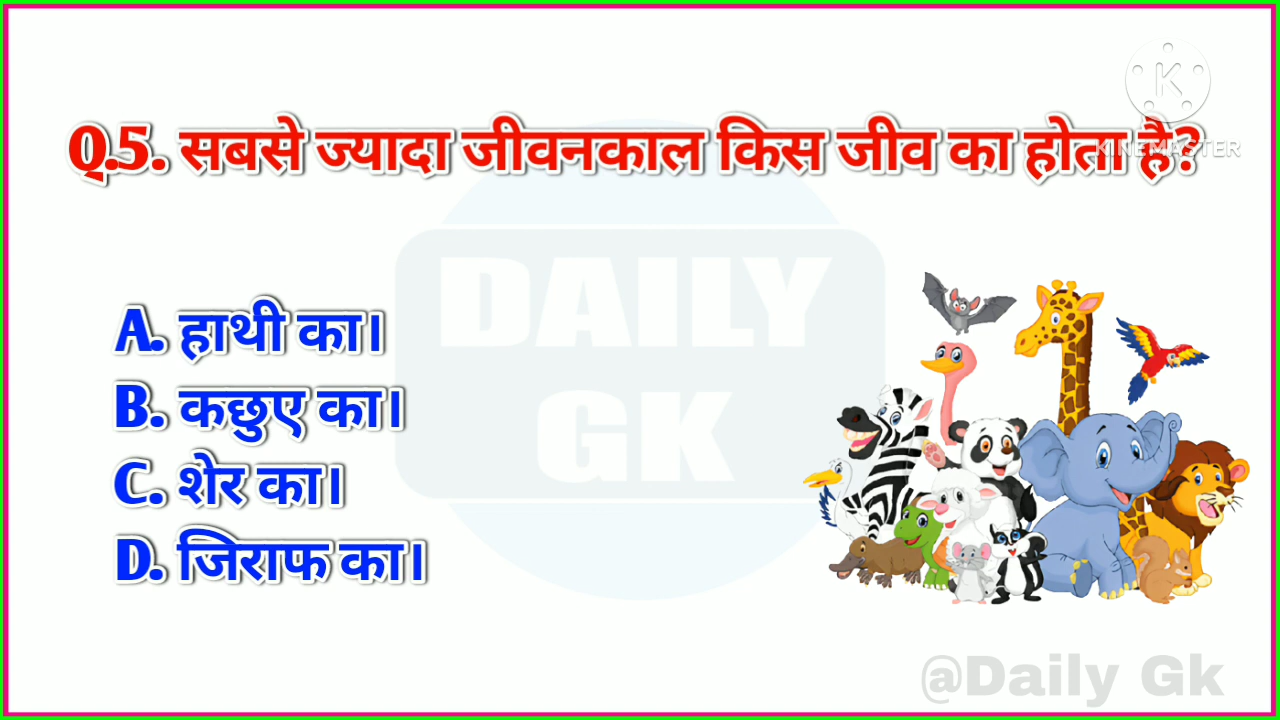 Q.5. सबसे ज्यादा जीवनकाल किस जीव का होता है?
KINEMASTER
DAILY
GK
A. हाथी का।
B. कछुए का।
C. शेर का।
D. जिराफ का।
@Daily Gk